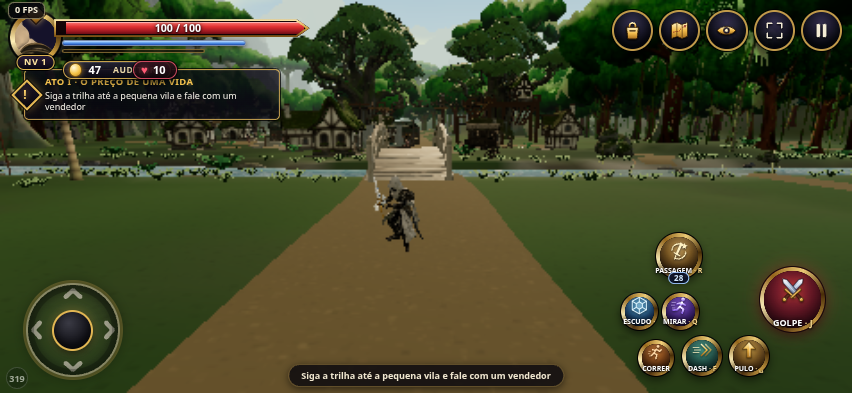 0 FPS
100 / 100
NV 1
47
AUD
10
ATO I · O PREÇO DE UMA VIDA
Siga a trilha até a pequena vila e fale com um
vendedor
!
PASSAGEM · R
28
ESCUDO
MIRAR · Q
GOLPE · J
CORRER
DASH · F
PULO
319
Siga a trilha até a pequena vila e fale com um vendedor